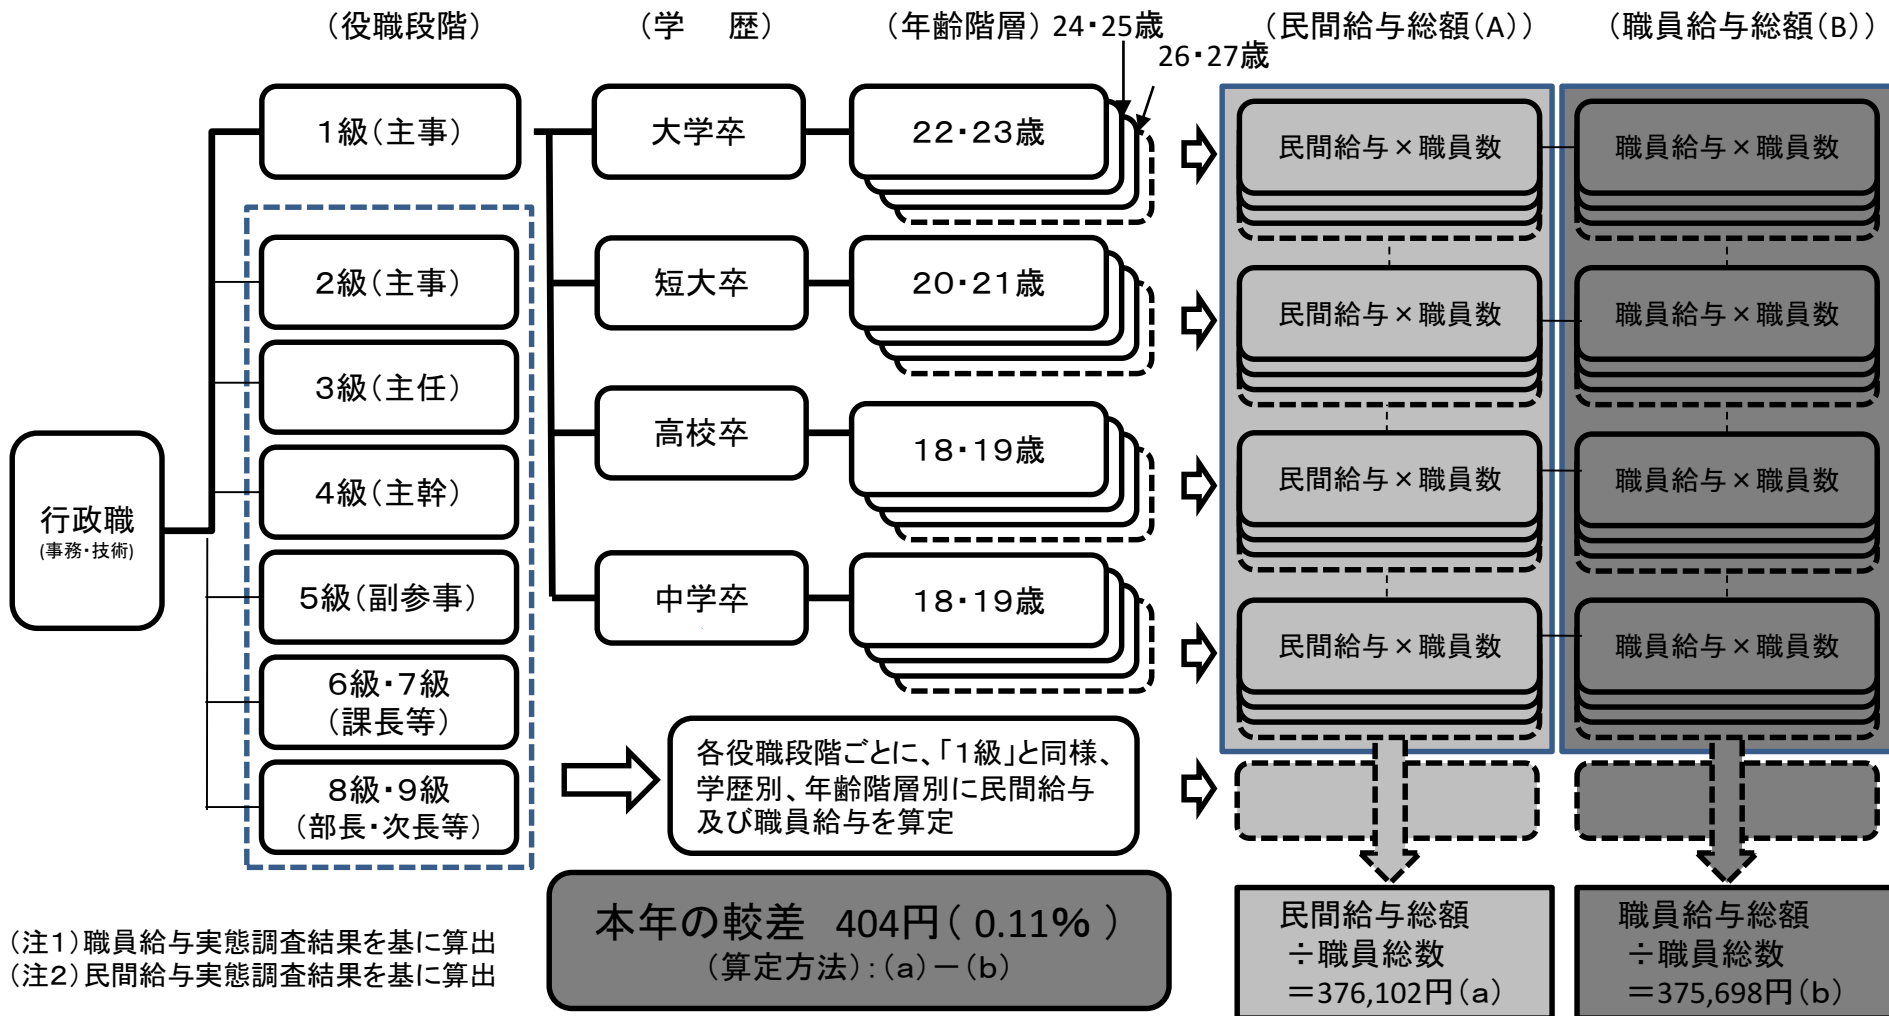 （役職段階）
（学　歴）
（年齢階層）
24・25歳
26・27歳
（民間給与総額(A)）
（職員給与総額(B)）
行政職
(事務・技術)
１級（主事）
２級（主事）
３級（主任）
４級（主幹）
５級（副参事）
６級・７級
（課長等）
８級・９級
（部長・次長等）
大学卒
短大卒
高校卒
中学卒
２２・２３歳
２０・２１歳
１８・１９歳
１８・１９歳
民間給与×職員数
職員給与×職員数
民間給与×職員数
職員給与×職員数
民間給与×職員数
職員給与×職員数
民間給与×職員数
職員給与×職員数
各役職段階ごとに、「１級」と同様、
学歴別、年齢階層別に民間給与
及び職員給与を算定
本年の較差　404円（ 0.11% ）
（算定方法）：（a）－（b）
民間給与総額
÷職員総数
＝376,102円（a）
職員給与総額
÷職員総数
＝375,698円（b）
（注１）職員給与実態調査結果を基に算出
（注２）民間給与実態調査結果を基に算出